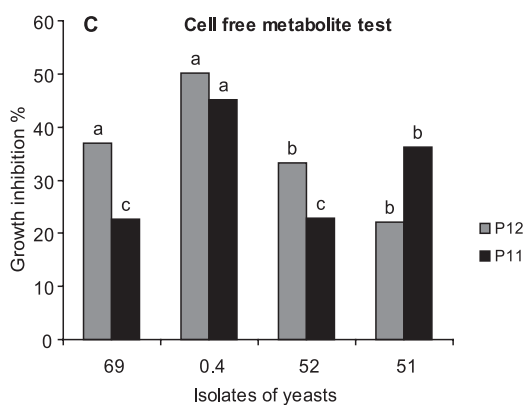 C Cell free metabolite test
60
50
40
30
20
10
0
Growth inhibition %
a
c
a
a
b
c
b
b
P12
P11
69 0.4 52 51
Isolates of yeasts